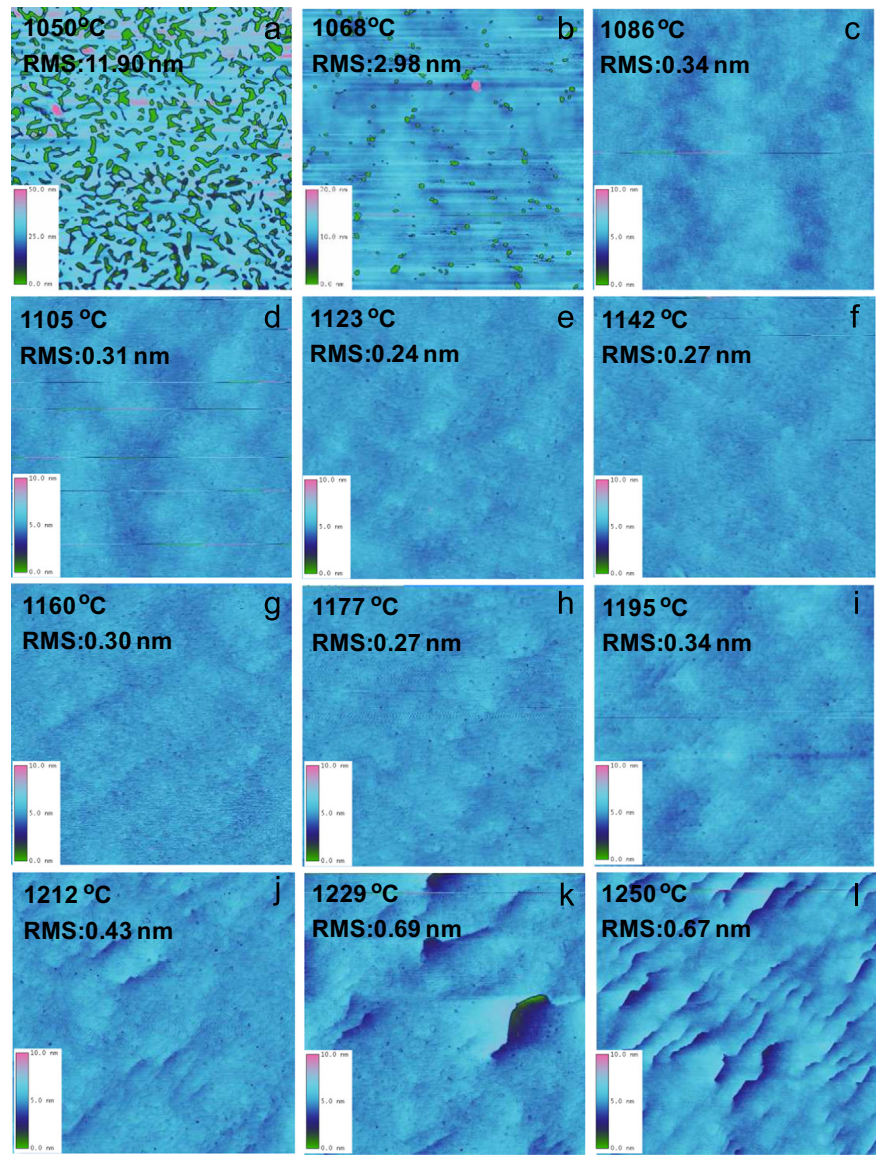 1050°C a
RMS:11.90 nm
50.0 nm
25.0 nm
0.0 nm
1068°C b
RMS:2.98 nm
20.0 nm
10.0 nm
0.0 nm
1086°C c
RMS:0.34 nm
10.0 nm
5.0 nm
0.0 nm
1105°C d
RMS:0.31 nm
10.0 nm
5.0 nm
0.0 nm
1123°C e
RMS:0.24 nm
10.0 nm
5.0 nm
0.0 nm
1142°C f
RMS:0.27 nm
10.0 nm
5.0 nm
0.0 nm
1160°C g
RMS:0.30 nm
10.0 nm
5.0 nm
0.0 nm
1177°C h
RMS:0.27 nm
10.0 nm
5.0 nm
0.0 nm
1195°C i
RMS:0.34 nm
10.0 nm
5.0 nm
0.0 nm
1212°C j
RMS:0.43 nm
10.0 nm
5.0 nm
0.0 nm
1229°C k
RMS:0.69 nm
10.0 nm
5.0 nm
0.0 nm
1250°C l
RMS:0.67 nm
10.0 nm
5.0 nm
0.0 nm